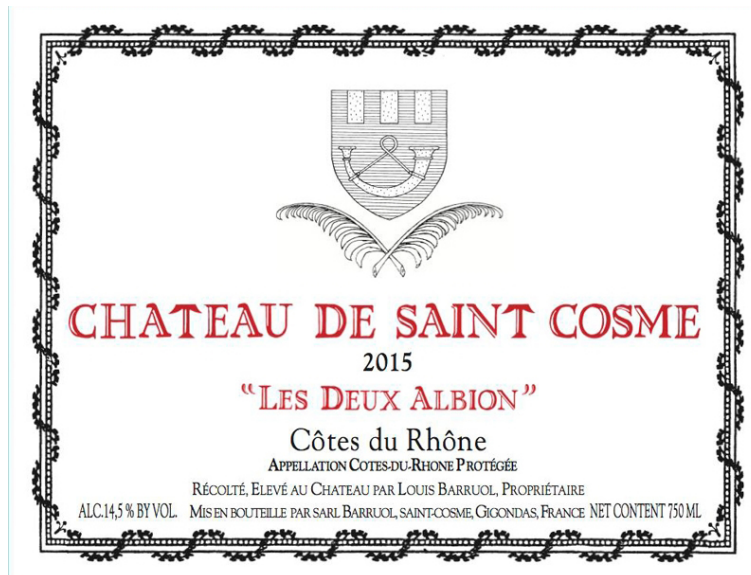 CHATEAU DE SAINT COSME
2015
“LES DEUX ALBION”
Côtes du Rhône
APPELLATION COTES-DU-RHONE PROTÉGÉE
RÉCOLTÉ, ELEVÉ AU CHATEAU PAR LOUIS BARRUOL, PROPRIÉTAIRE
ALC.14,5 % BY VOL. MIS EN BOUTEILLE PAR SARL BARRUOL, SAINT-COSME, GIGONDAS, FRANCE NET CONTENT 750 ML